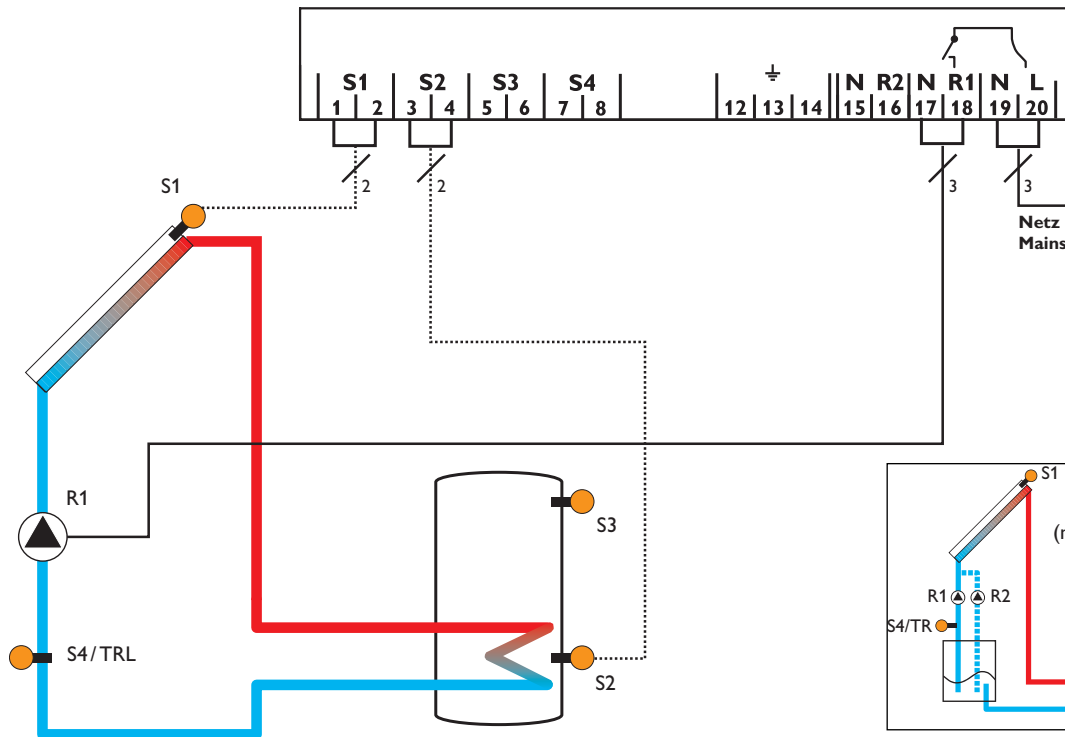 S1 S2 S3 S4 N R2 N R1 N L
1 2 3 4 5 6 7 8 12 13 14 15 16 17 18 19 20
2 2 3 3
S1
Netz
Mains
S1
(r
R1
S3
R1 R2
S4/TR
S4/TRL
S2